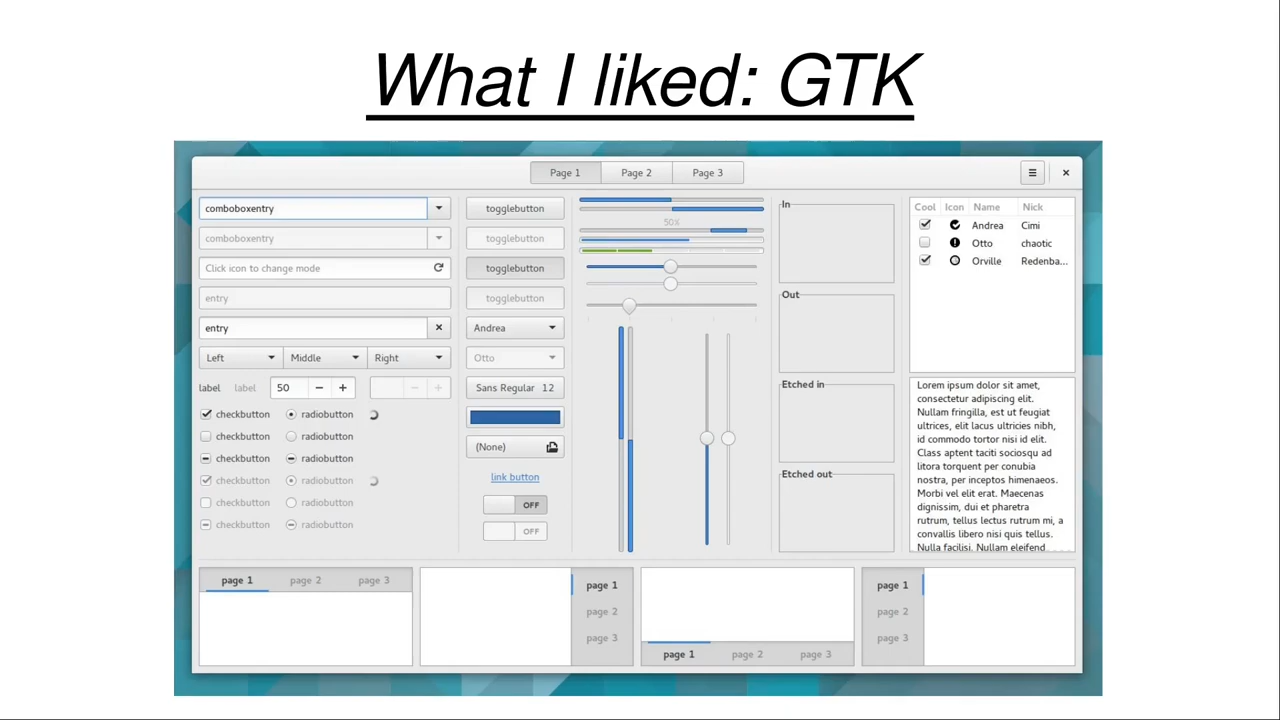 What I liked: GTK
Page 1 Page 2 Page 3
comboboxentry
comboboxentry
Click icon to change mode
entry
entry
Left Middle Right
label label 50
checkbutton radiobutton
checkbutton radiobutton
checkbutton radiobutton
checkbutton radiobutton
checkbutton radiobutton
checkbutton radiobutton
togglebutton
togglebutton
togglebutton
togglebutton
Andrea
Otto
Sans Regular 12
(None)
link button
OFF
OFF
50%
In
Out
Etched in
Etched out
Cool Icon Name Nick
Andrea Cimi
Otto chaotic
Orville Redenba...
Lorem ipsum dolor sit amet,
consectetur adipiscing elit.
Nullam fringilla, est ut feugiat
ultrices, elit lacus ultricies nibh,
id commodo tortor nisi id elit.
Class aptent taciti sociosqu ad
litora torquent per conubia
nostra, per inceptos himenaeos.
Morbi vel elit erat. Maecenas
dignissim, dui et pharetra
rutrum, tellus lectus rutrum mi, a
convallis libero nisi quis tellus.
Nulla facilisi. Nullam eleifend
page 1 page 2 page 3
page 1
page 2
page 3
page 1 page 2 page 3
page 1
page 2
page 3